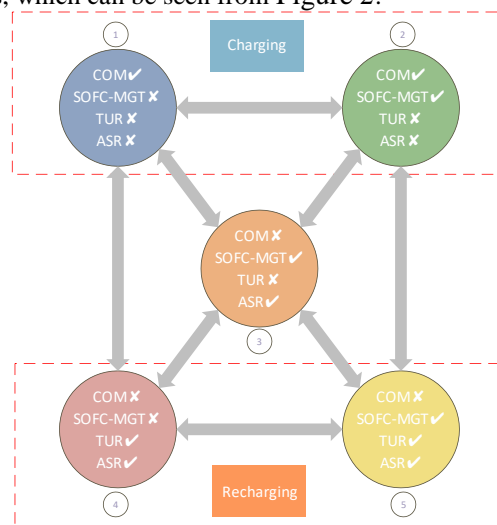 , which can be seen from Figure 2:
1
2
Charging
COM✔
SOFC-MGT✘
TUR✘
ASR✘
COM✔
SOFC-MGT✔
TUR✘
ASR✘
COM✘
SOFC-MGT✔
TUR✘
ASR✔
3
COM✘
SOFC-MGT✘
TUR✔
ASR✔
COM✘
SOFC-MGT✔
TUR✔
ASR✔
Recharging
4
5